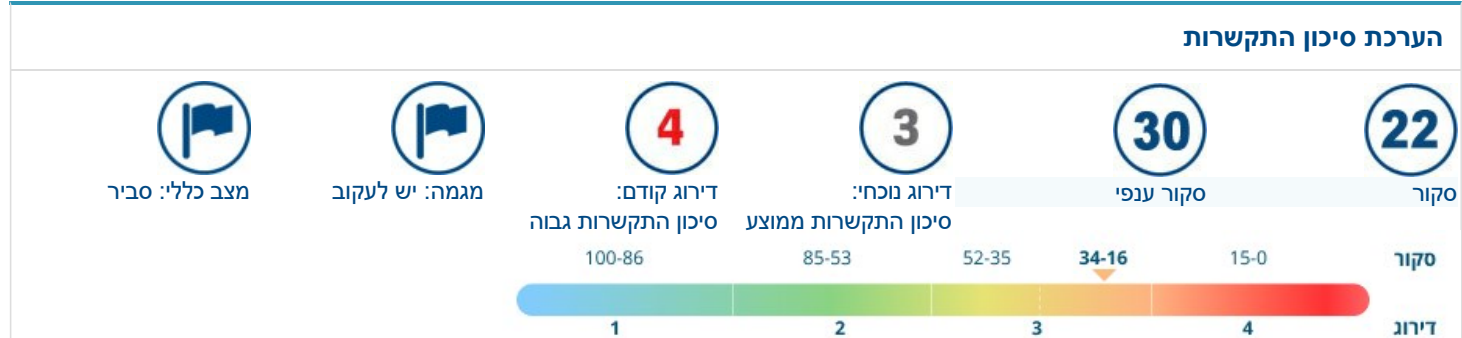 הערכת סיכון התקשרות
22 30 3 4
סקור סקור ענפי דירוג נוכחי: דירוג קודם: מגמה: יש לעקוב מצב כללי: סביר
סיכון התקשרות ממוצע סיכון התקשרות גבוה
סקור 15-0 34-16 52-35 85-53 100-86
דירוג 4 3 2 1